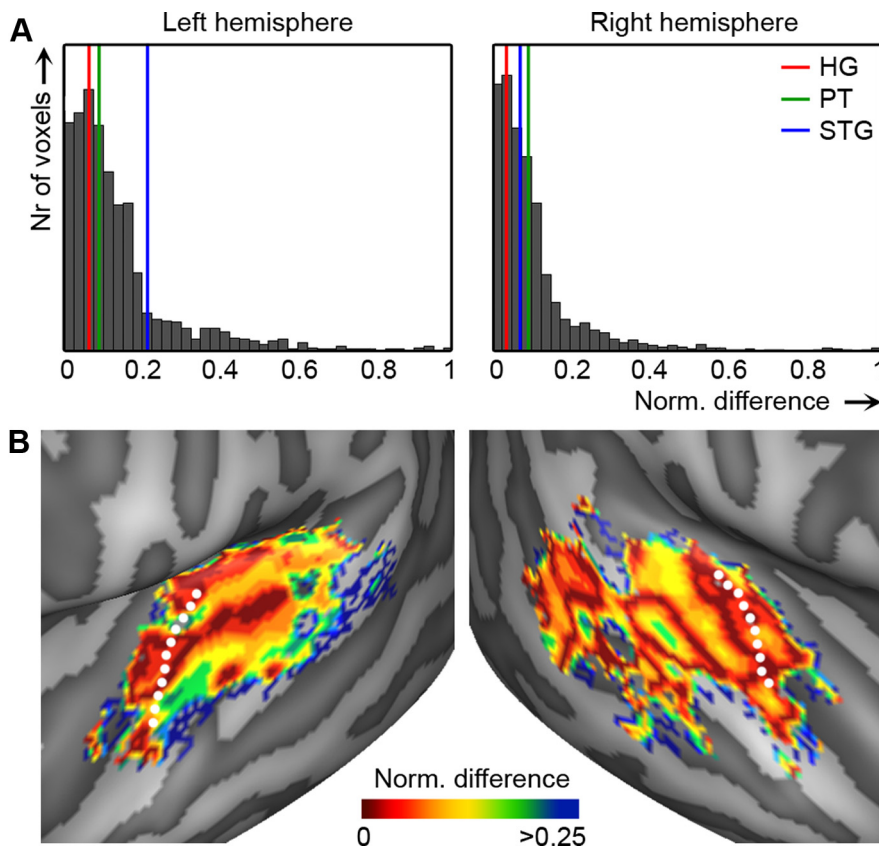 A
Left hemisphere
Right hemisphere
Nr of voxels
HG
PT
STG
0 0.2 0.4 0.6 0.8 1
0 0.2 0.4 0.6 0.8 1
Norm. difference
B
Norm. difference
0 >0.25